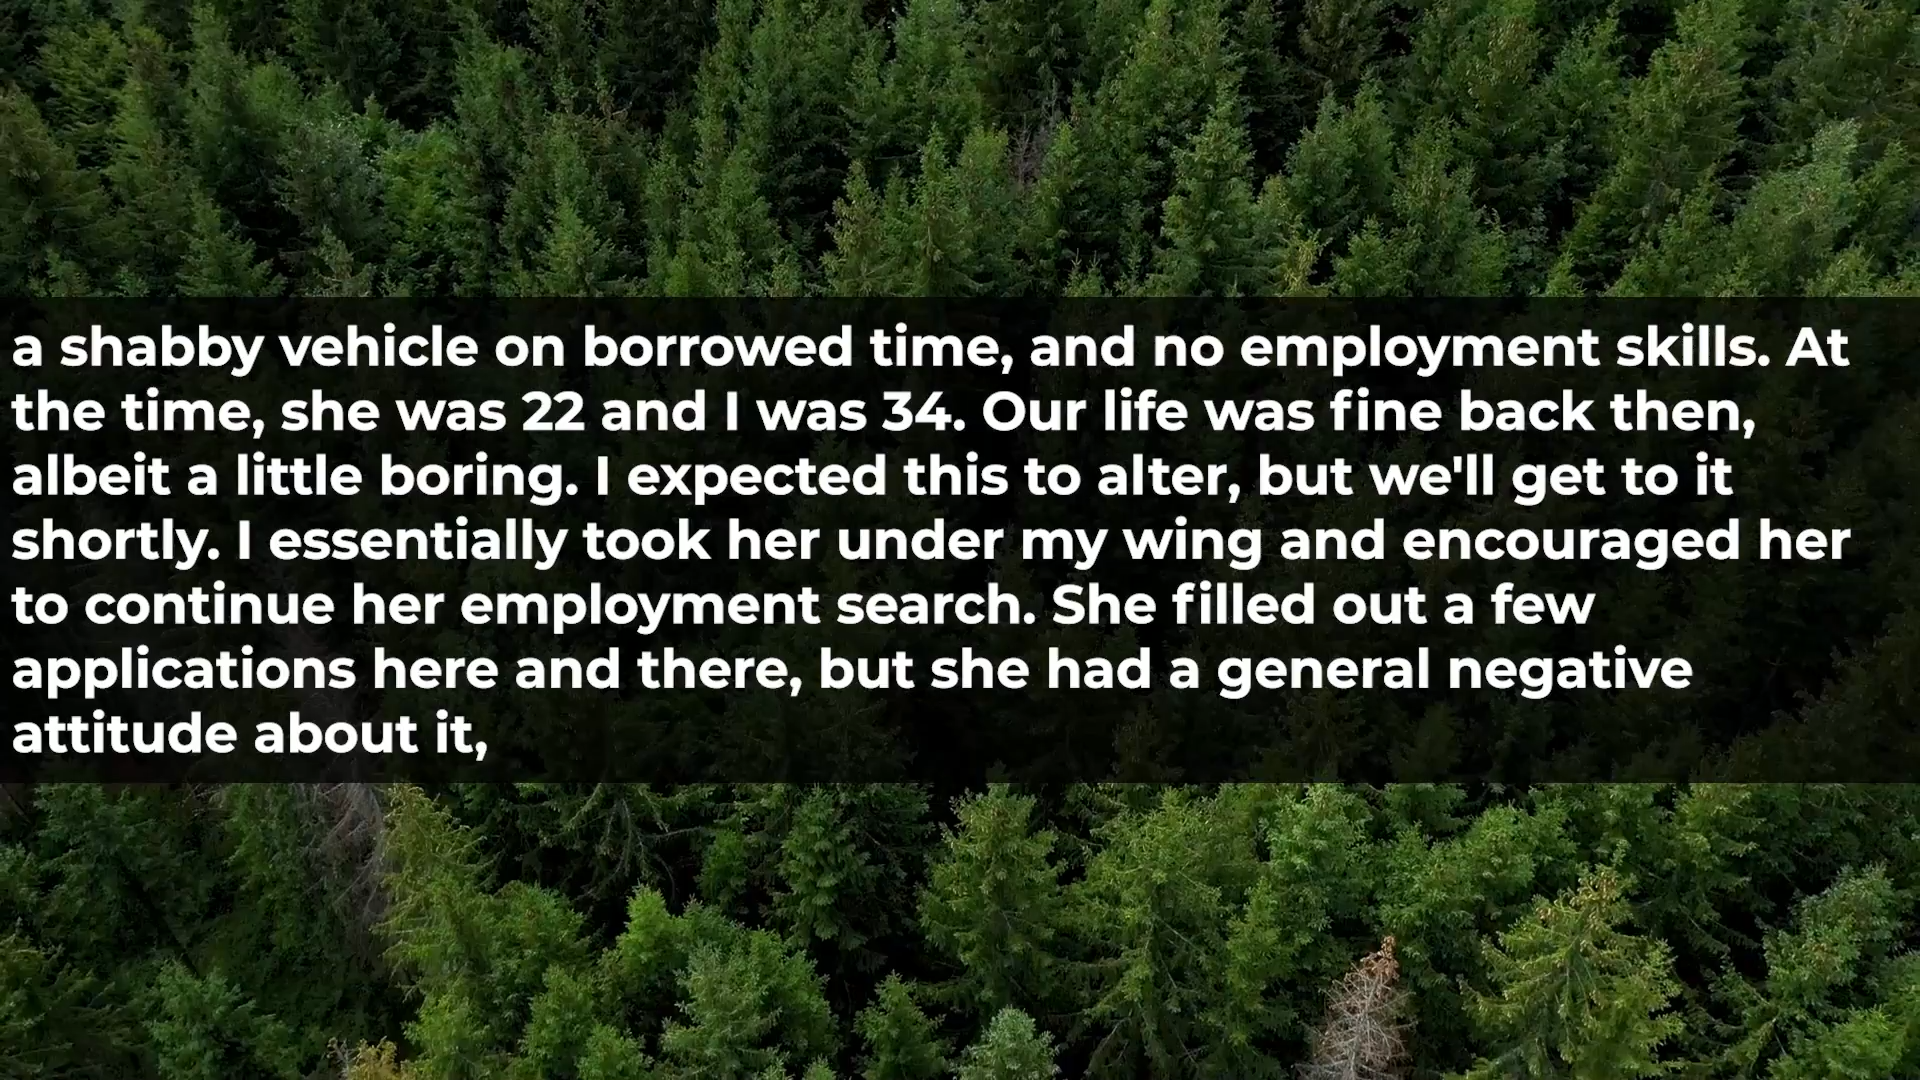 a shabby vehicle on borrowed time, and no employment skills. At
the time, she was 22 and I was 34. Our life was fine back then,
albeit a little boring. I expected this to alter, but we'll get to it
shortly. I essentially took her under my wing and encouraged her
to continue her employment search. She filled out a few
applications here and there, but she had a general negative
attitude about it,